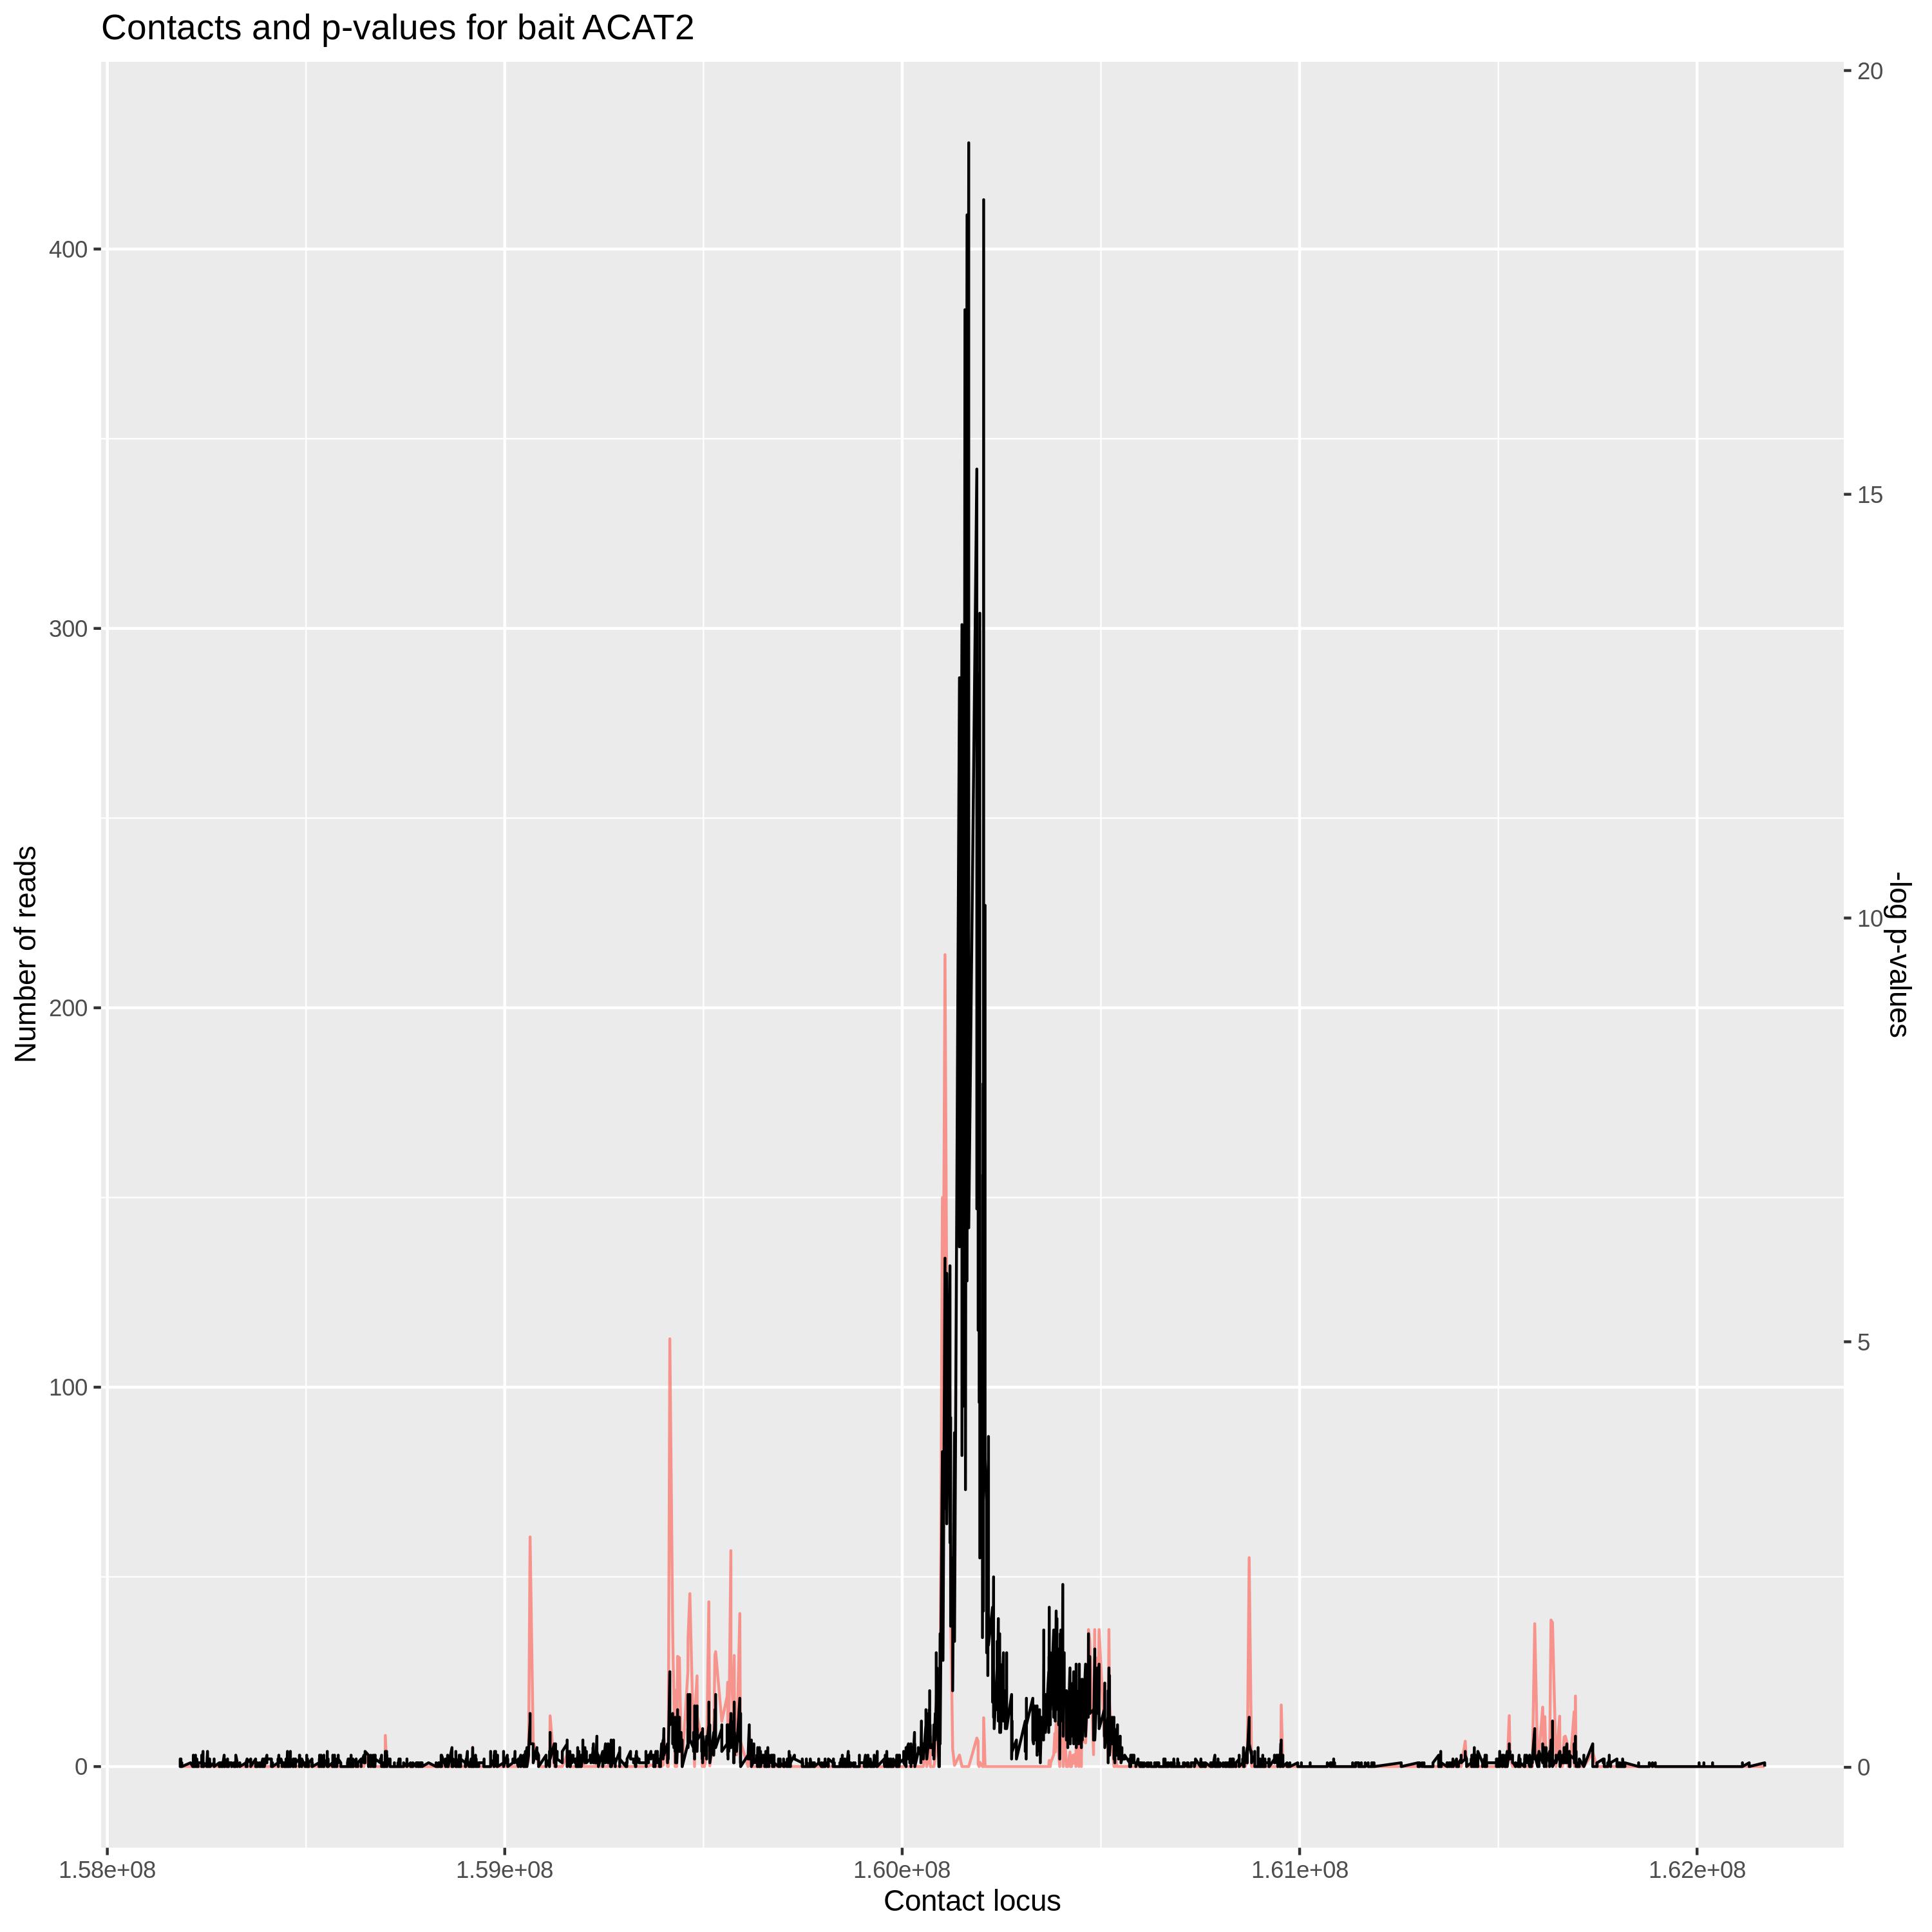 Contacts and p-values for bait ACAT2
Number of reads
400
300
200
100
0
20
15
10
5
0
-log p-values
1.58e+08
1.59e+08
1.60e+08
1.61e+08
1.62e+08
Contact locus